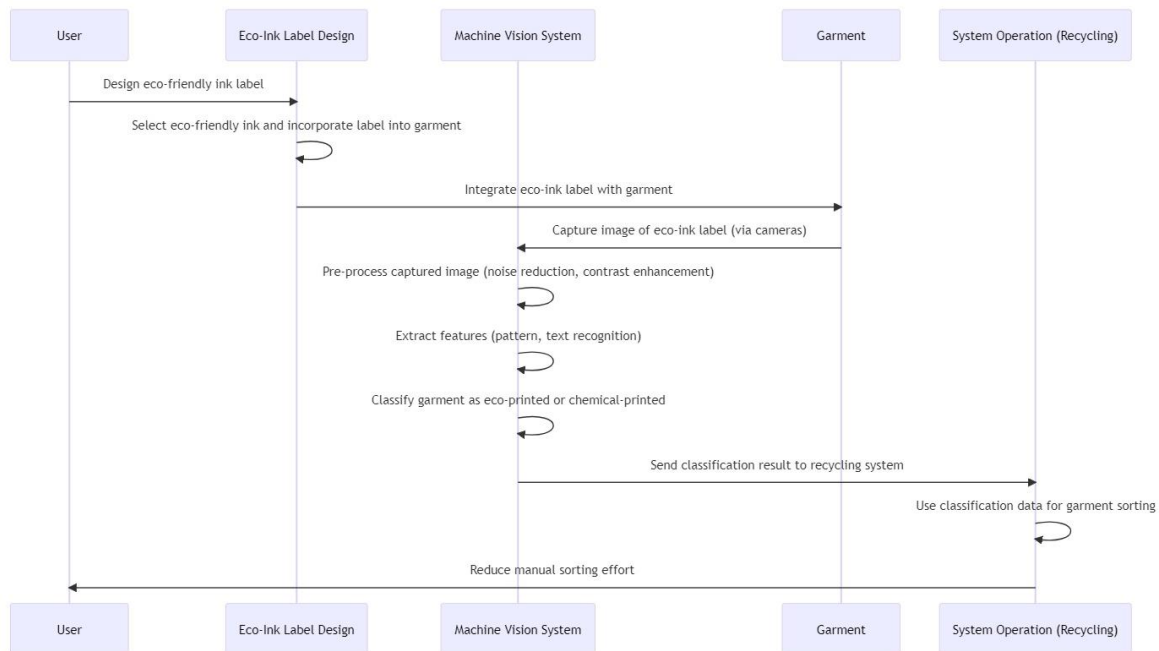 User
Eco-Ink Label Design
Machine Vision System
Garment
System Operation (Recycling)
Design eco-friendly ink label
Select eco-friendly ink and incorporate label into garment
Integrate eco-ink label with garment
Capture image of eco-ink label (via cameras)
Pre-process captured image (noise reduction, contrast enhancement)
Extract features (pattern, text recognition)
Classify garment as eco-printed or chemical-printed
Send classification result to recycling system
Use classification data for garment sorting
Reduce manual sorting effort
User
Eco-Ink Label Design
Machine Vision System
Garment
System Operation (Recycling)